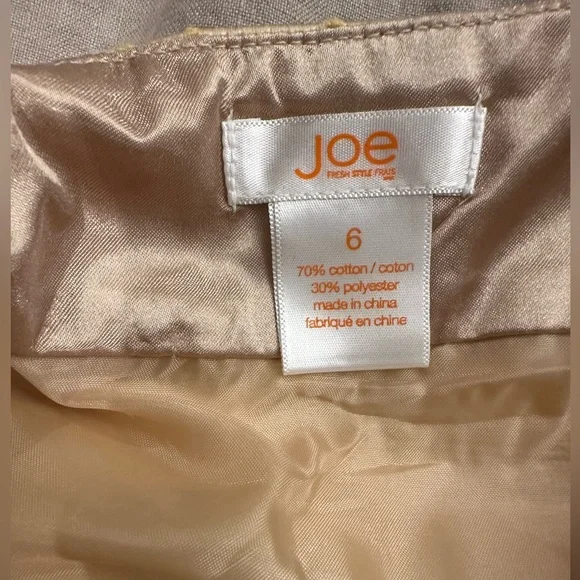 Joe
FRESH STYLE FRAIS
6
70% cotton / coton
30% polyester
made in china
fabriqué en chine